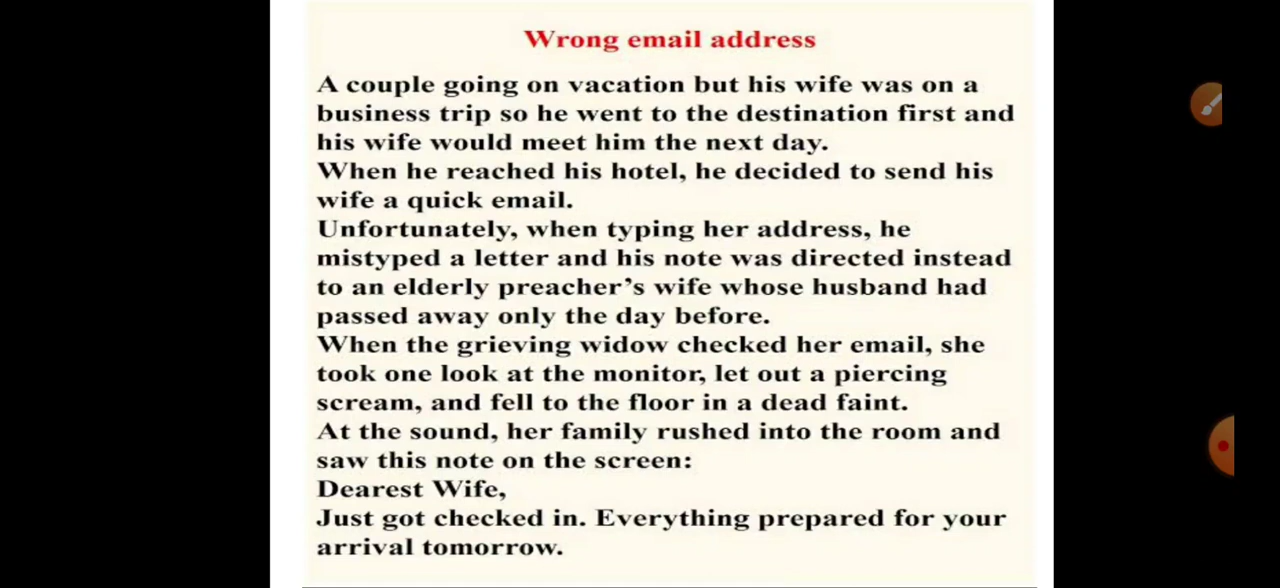 Wrong email address
A couple going on vacation but his wife was on a
business trip so he went to the destination first and
his wife would meet him the next day.
When he reached his hotel, he decided to send his
wife a quick email.
Unfortunately, when typing her address, he
mistyped a letter and his note was directed instead
to an elderly preacher’s wife whose husband had
passed away only the day before.
When the grieving widow checked her email, she
took one look at the monitor, let out a piercing
scream, and fell to the floor in a dead faint.
At the sound, her family rushed into the room and
saw this note on the screen:
Dearest Wife,
Just got checked in. Everything prepared for your
arrival tomorrow.